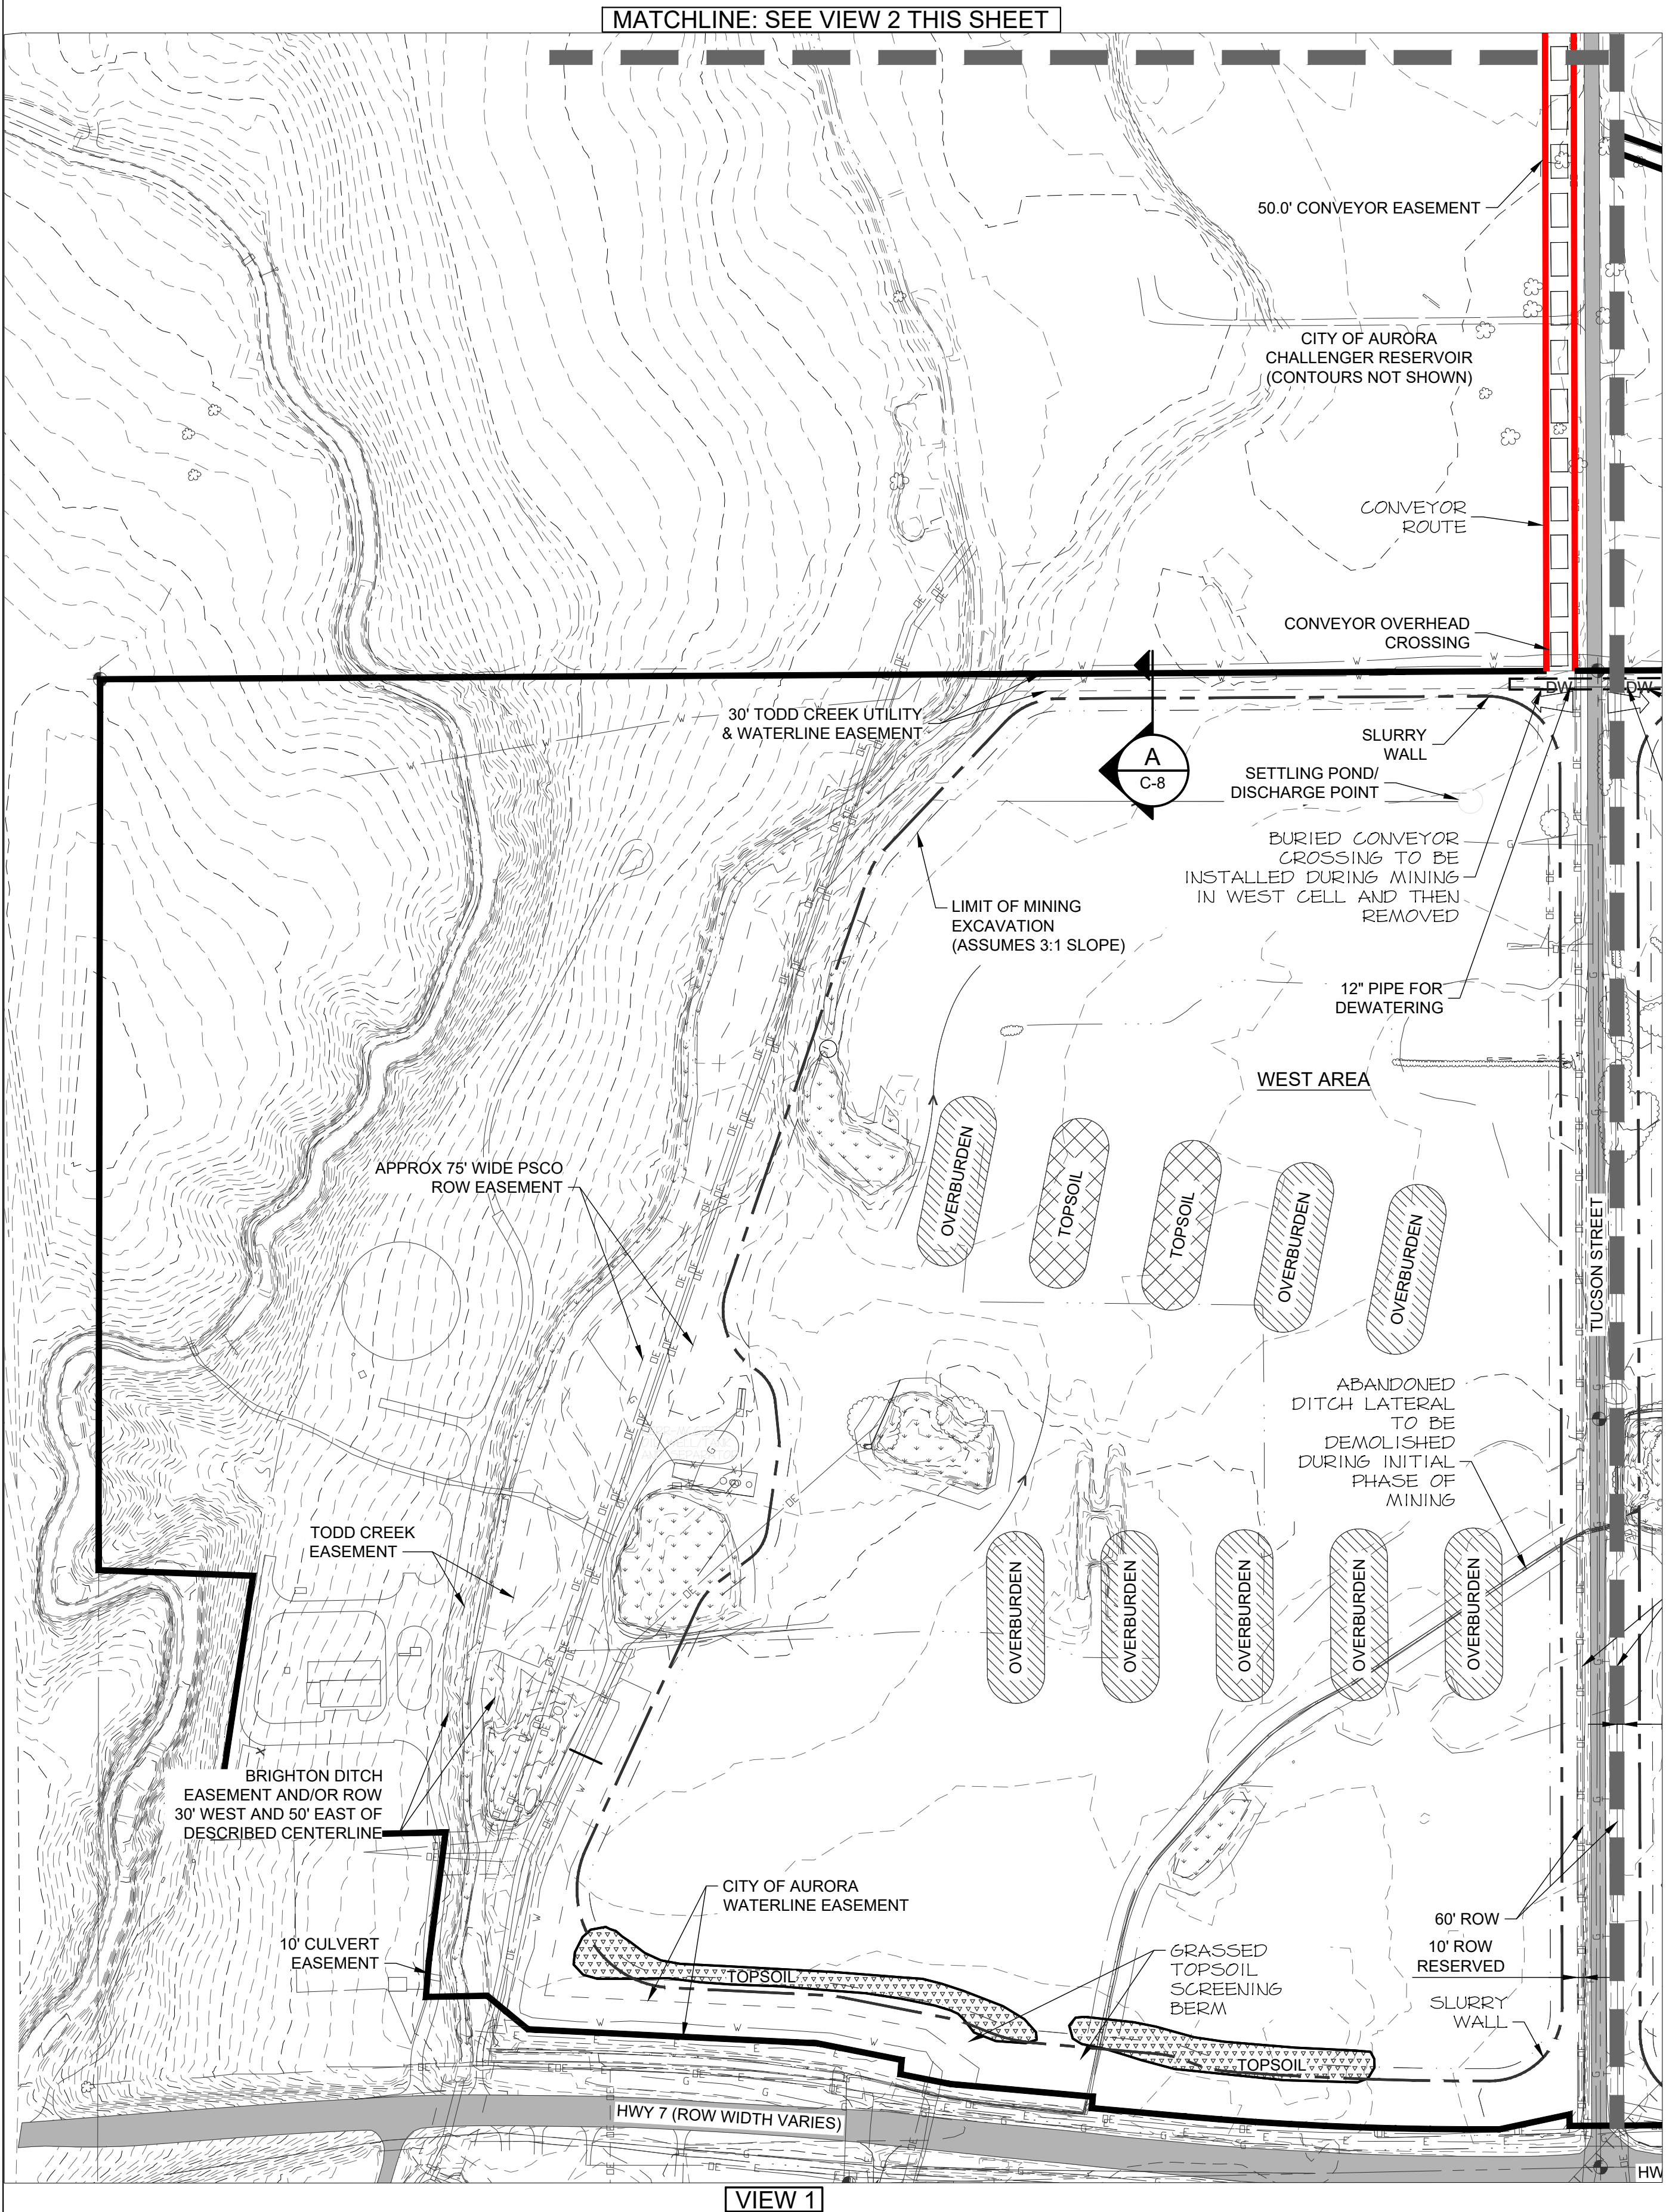 MATCHLINE: SEE VIEW 2 THIS SHEET
50.0' CONVEYOR EASEMENT
CITY OF AURORA
CHALLENGER RESERVOIR
(CONTOURS NOT SHOWN)
CONVEYOR
ROUTE
CONVEYOR OVERHEAD
CROSSING
DW
DW
30' TODD CREEK UTILITY
& WATERLINE EASEMENT
A
C-8
SLURRY
WALL
SETTLING POND/
DISCHARGE POINT
BURIED CONVEYOR
CROSSING TO BE
INSTALLED DURING MINING
IN WEST CELL AND THEN
REMOVED
LIMIT OF MINING
EXCAVATION
(ASSUMES 3:1 SLOPE)
12" PIPE FOR
DEWATERING
WEST AREA
APPROX 75' WIDE PSCO
ROW EASEMENT
OVERBURDEN
TOPSOIL
TOPSOIL
OVERBURDEN
OVERBURDEN
TUCSON STREET
ABANDONED
DITCH LATERAL
TO BE
DEMOLISHED
DURING INITIAL
PHASE OF
MINING
TODD CREEK
EASEMENT
OVERBURDEN
OVERBURDEN
OVERBURDEN
OVERBURDEN
OVERBURDEN
BRIGHTON DITCH
EASEMENT AND/OR ROW
30' WEST AND 50' EAST OF
DESCRIBED CENTERLINE
CITY OF AURORA
WATERLINE EASEMENT
10' CULVERT
EASEMENT
TOPSOIL
GRASSED
TOPSOIL
SCREENING
BERM
60' ROW
10' ROW
RESERVED
SLURRY
WALL
TOPSOIL
HWY 7 (ROW WIDTH VARIES)
HW
VIEW 1